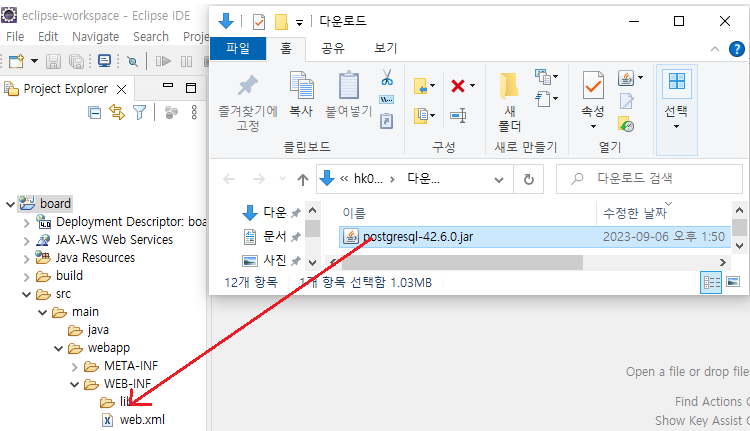 eclipse-workspace - Eclipse IDE
File Edit Navigate Search Project
Project Explorer
board
Deployment Descriptor: boa
JAX-WS Web Services
Java Resources
build
src
main
java
webapp
META-INF
WEB-INF
lib
web.xml
다운로드
파일 홈 공유 보기
즐겨찾기에
고정
복사
붙여넣기
클립보드
구성
새
폴더
새로 만들기
속성
열기
선택
« hk0... 다운...
다운로드 검색
이름 수정한 날짜
다운
문서
사진
postgresql-42.6.0.jar 2023-09-06 오후 1:50
12개 항목 1개 항목 선택함 1.03MB
Open a file or drop files
Find Actions
Show Key Assist